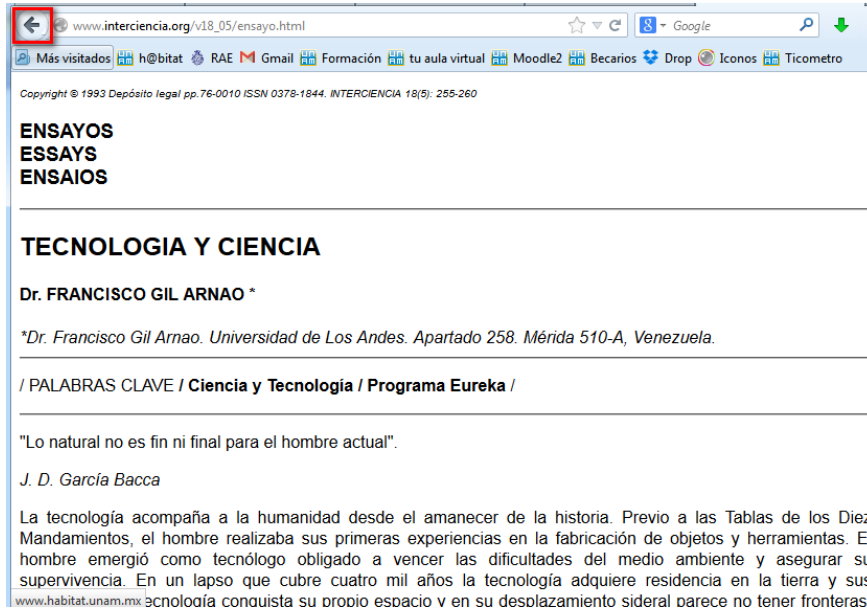 www.interciencia.org/v18_05/ensayo.html Google
Más visitados h@bitat RAE Gmail Formación tu aula virtual Moodle2 Becarios Drop Iconos Ticometro
Copyright © 1993 Depósito legal pp.76-0010 ISSN 0378-1844. INTERCIENCIA 18(5): 255-260
ENSAYOS
ESSAYS
ENSAIOS
TECNOLOGIA Y CIENCIA
Dr. FRANCISCO GIL ARNAO *
*Dr. Francisco Gil Arnao. Universidad de Los Andes. Apartado 258. Mérida 510-A, Venezuela.
/ PALABRAS CLAVE / Ciencia y Tecnología / Programa Eureka /
"Lo natural no es fin ni final para el hombre actual".
J. D. García Bacca
La tecnología acompaña a la humanidad desde el amanecer de la historia. Previo a las Tablas de los Diez
Mandamientos, el hombre realizaba sus primeras experiencias en la fabricación de objetos y herramientas. E
hombre emergió como tecnólogo obligado a vencer las dificultades del medio ambiente y asegurar su
supervivencia. En un lapso que cubre cuatro mil años la tecnología adquiere residencia en la tierra y sus
www.habitat.unam.mx ecnología conquista su propio espacio y en su desplazamiento sideral parece no tener fronteras